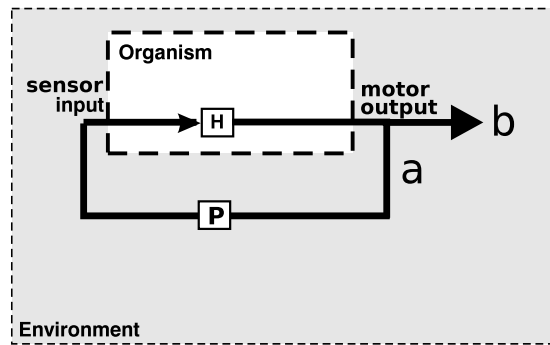 Organism
sensor
input
H
motor
output
b
a
P
Environment